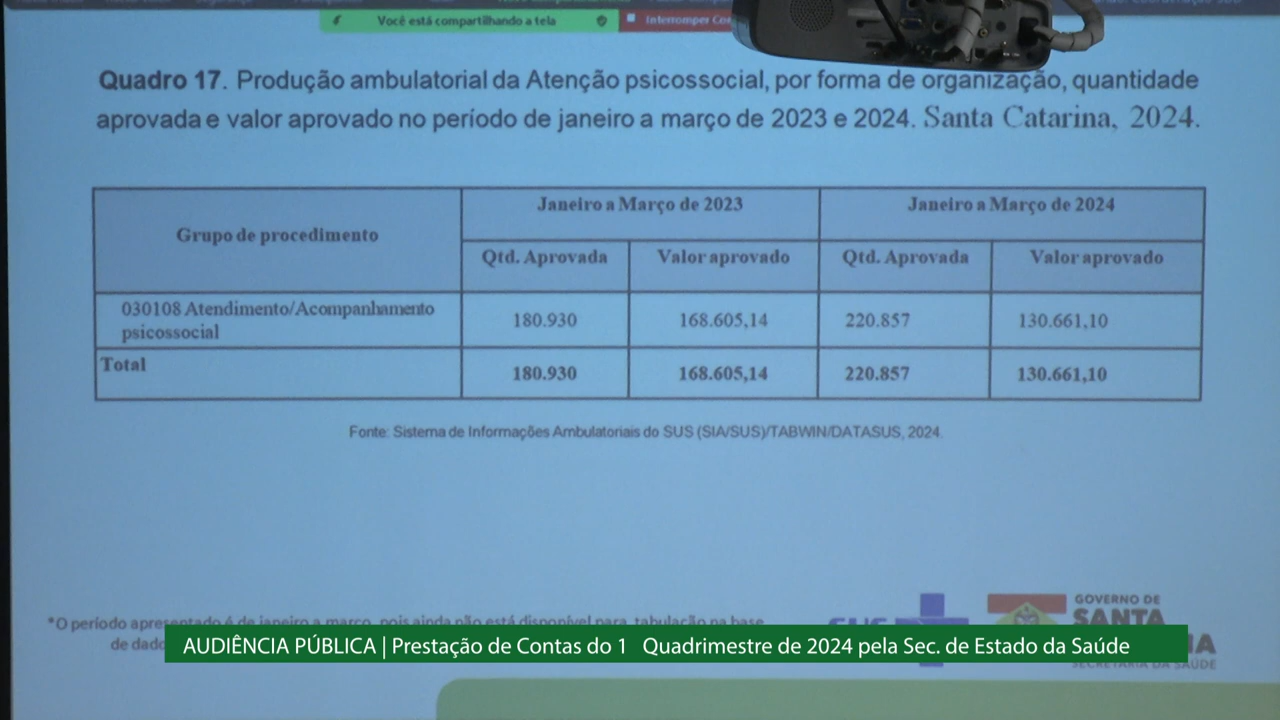 Você está compartilhando a tela
Interromper
Quadro 17. Produção ambulatorial da Atenção psicossocial, por forma de organização, quantidade
aprovada e valor aprovado no período de janeiro a março de 2023 e 2024. Santa Catarina, 2024.
Grupo de procedimento
Janeiro a Março de 2023
Janeiro a Março de 2024
Qtd. Aprovada
Valor aprovado
Qtd. Aprovada
Valor aprovado
030108 Atendimento/Acompanhamento
psicossocial
180.930
168.605,14
220.857
130.661,10
Total
180.930
168.605,14
220.857
130.661,10
Fonte: Sistema de Informações Ambulatoriais do SUS (SIA/SUS)/TABWIN/DATASUS, 2024.
*O período apresentado é de janeiro a março, pois ainda não está disponível para tabulação na base
de
SUS
GOVERNO DE
SANTA
SECRETARIA DA SAÚDE
AUDIÊNCIA PÚBLICA | Prestação de Contas do 1 Quadrimestre de 2024 pela Sec. de Estado da Saúde